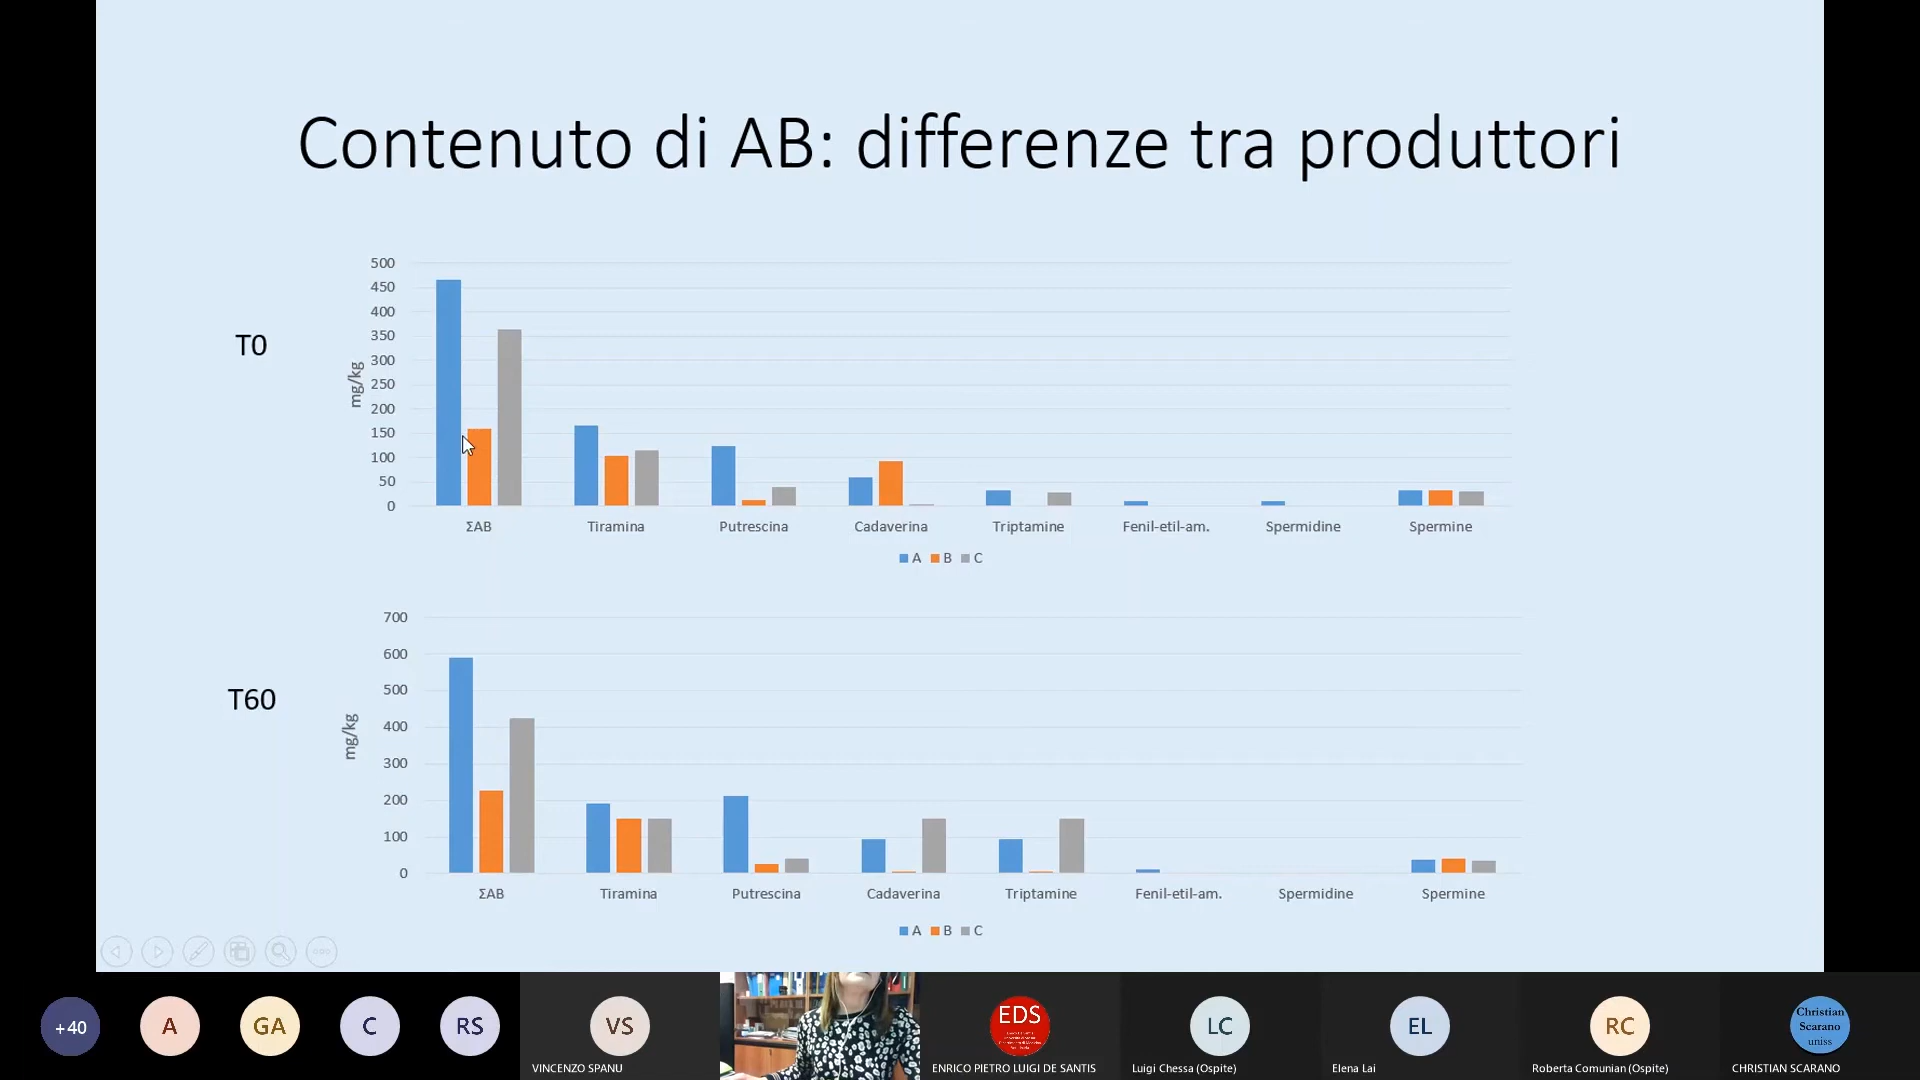 Contenuto di AB: differenze tra produttori
T0
mg/kg
500
450
400
350
300
250
200
150
100
50
0
ΣAB Tiramina Putrescina Cadaverina Triptamine Fenil-etil-am. Spermidine Spermine
A B C
T60
mg/kg
700
600
500
400
300
200
100
0
ΣAB Tiramina Putrescina Cadaverina Triptamine Fenil-etil-am. Spermidine Spermine
A B C
+40
A
GA
C
RS
VS
VINCENZO SPANU
EDS
ENRICO PIETRO LUIGI DE SANTIS
LC
Luigi Chessa (Ospite)
EL
Elena Lai
RC
Roberta Comunian (Ospite)
Christian
Scarano
uniss
CHRISTIAN SCARANO